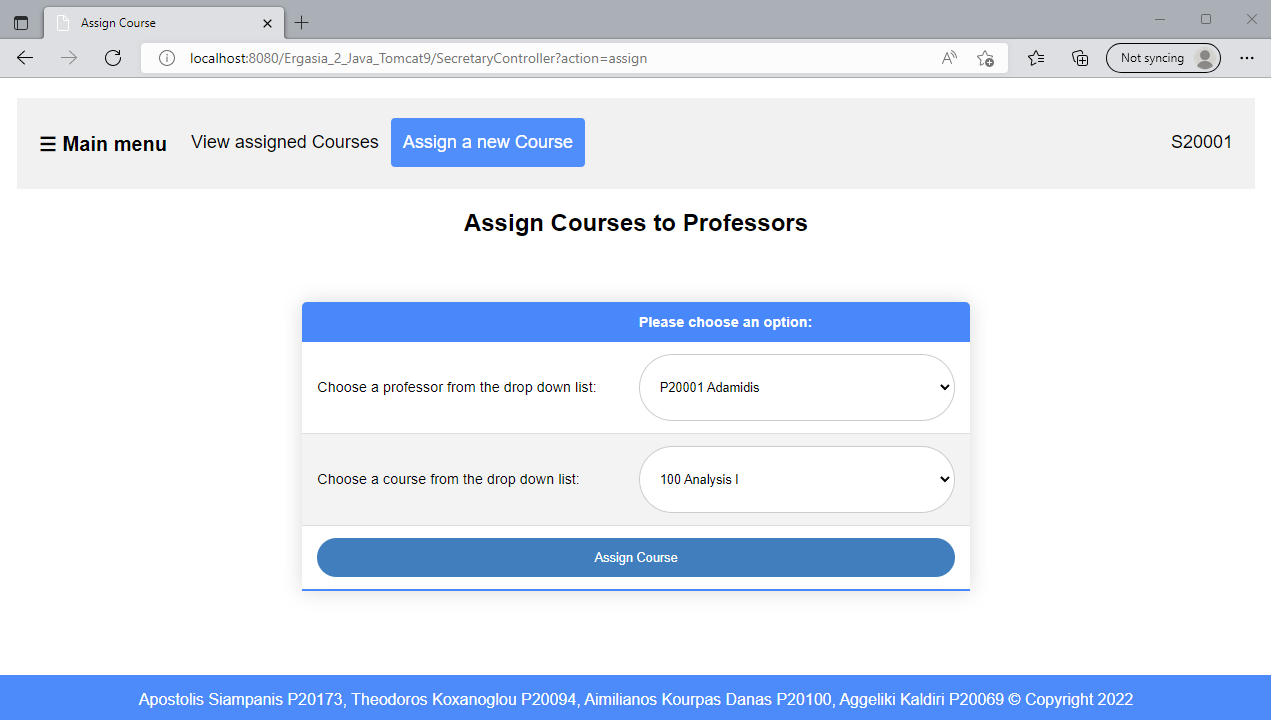 Assign Course
localhost:8080/Ergasia_2_Java_Tomcat9/SecretaryController?action=assign
Not syncing
☰ Main menu View assigned Courses Assign a new Course S20001
Assign Courses to Professors
Please choose an option:
Choose a professor from the drop down list: P20001 Adamidis
Choose a course from the drop down list: 100 Analysis I
Assign Course
Apostolis Siampanis P20173, Theodoros Koxanoglou P20094, Aimilianos Kourpas Danas P20100, Aggeliki Kaldiri P20069 © Copyright 2022